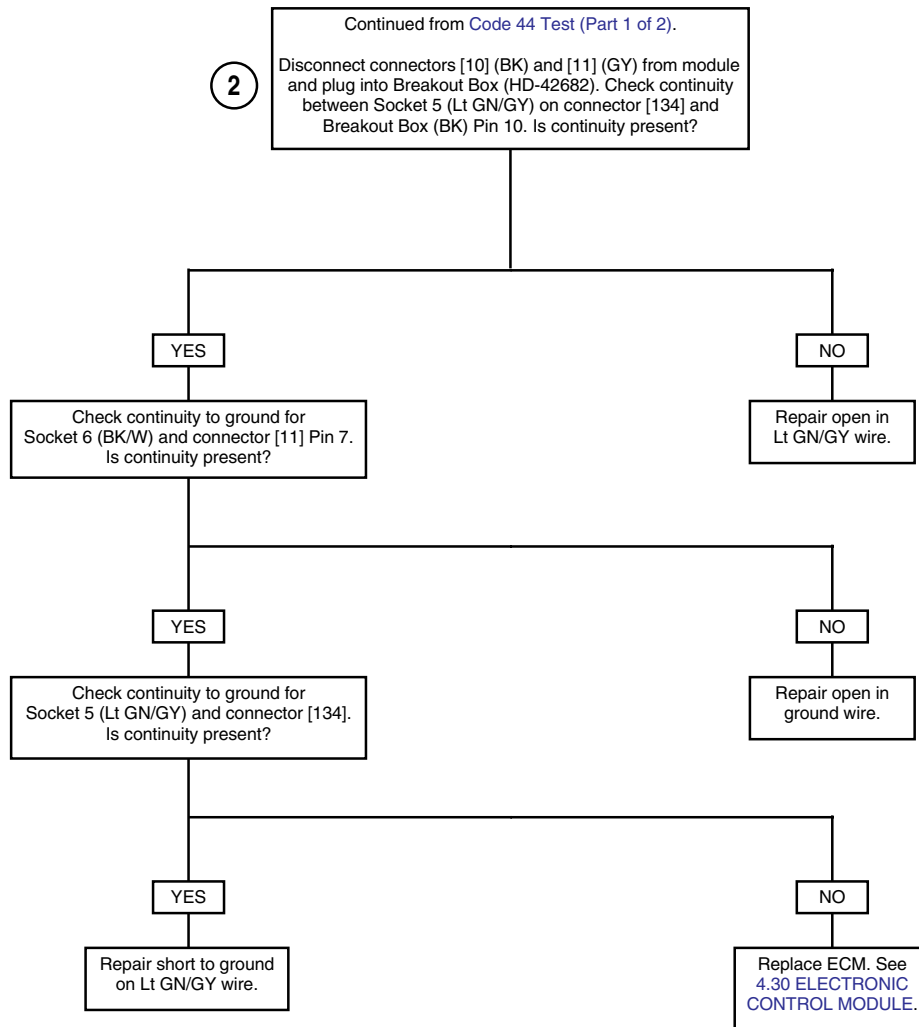 Continued from Code 44 Test (Part 1 of 2).
Disconnect connectors [10] (BK) and [11] (GY) from module
and plug into Breakout Box (HD-42682). Check continuity
between Socket 5 (Lt GN/GY) on connector [134] and
Breakout Box (BK) Pin 10. Is continuity present?
2
YES
NO
Check continuity to ground for
Socket 6 (BK/W) and connector [11] Pin 7.
Is continuity present?
Repair open in
Lt GN/GY wire.
YES
NO
Check continuity to ground for
Socket 5 (Lt GN/GY) and connector [134].
Is continuity present?
Repair open in
ground wire.
YES
NO
Repair short to ground
on Lt GN/GY wire.
Replace ECM. See
4.30 ELECTRONIC
CONTROL MODULE.